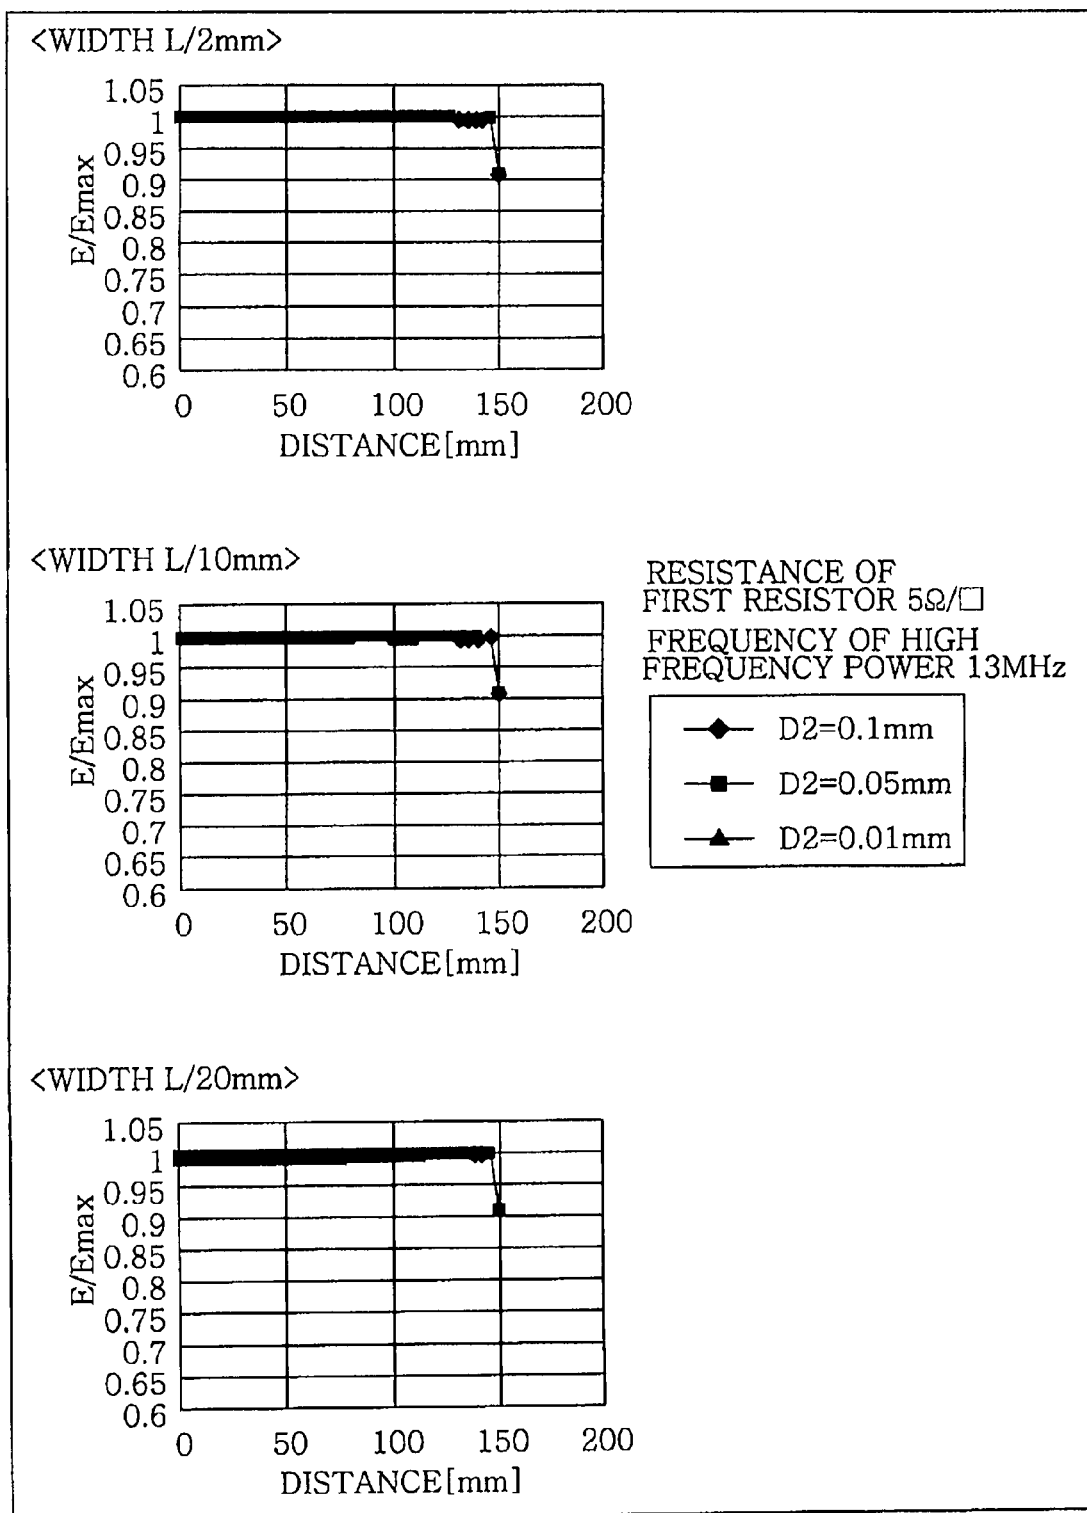 <WIDTH L/2mm>
1.05
1
0.95
0.9
0.85
0.8
0.75
0.7
0.65
0.6
E/Emax
0 50 100 150 200
DISTANCE[mm]
<WIDTH L/10mm>
1.05
1
0.95
0.9
0.85
0.8
0.75
0.7
0.65
0.6
E/Emax
0 50 100 150 200
DISTANCE[mm]
RESISTANCE OF
FIRST RESISTOR 5Ω/□
FREQUENCY OF HIGH
FREQUENCY POWER 13MHz
D2=0.1mm
D2=0.05mm
D2=0.01mm
<WIDTH L/20mm>
1.05
1
0.95
0.9
0.85
0.8
0.75
0.7
0.65
0.6
E/Emax
0 50 100 150 200
DISTANCE[mm]